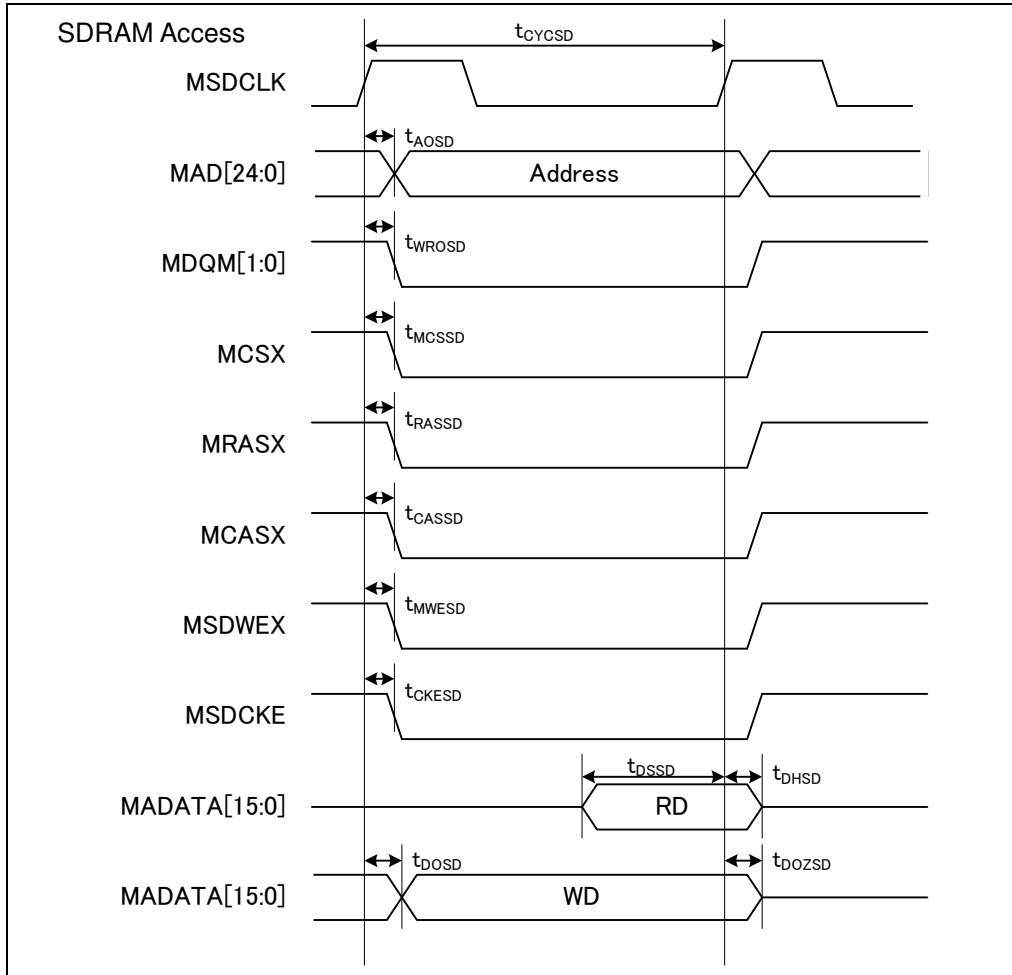 SDRAM Access
tCYCSD
MSDCLK
tAOSD
MAD[24:0]
Address
tWROSD
MDQM[1:0]
tMCSSD
MCSX
tRASSD
MRASX
tCASSD
MCASX
tMWESD
MSDWEX
tCKESD
MSDCKE
tDSSD
tDHSD
MADATA[15:0]
RD
tDOSD
tDOZSD
MADATA[15:0]
WD